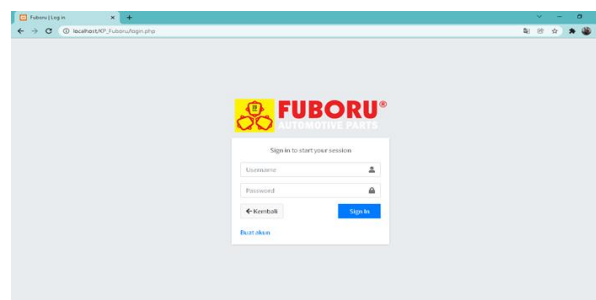 Fuboru | Log in
localhost/KP_Fuboru/login.php
FUBORU®
AUTOMOTIVE PARTS
Sign in to start your session
Username
Password
← Kembali
Sign In
Buat akun